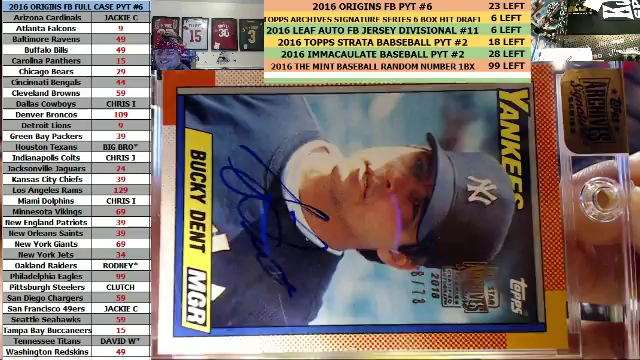 2016 ORIGINS FB FULL CASE PYT #6
Arizona Cardinals JACKIE C
Atlanta Falcons 9
Baltimore Ravens 49
Buffalo Bills 49
Carolina Panthers 15
Chicago Bears 29
Cincinnati Bengals 44
Cleveland Browns 59
Dallas Cowboys CHRIS I
Denver Broncos 109
Detroit Lions 9
Green Bay Packers 39
Houston Texans BIG BRO*
Indianapolis Colts CHRIS J
Jacksonville Jaguars 24
Kansas City Chiefs 39
Los Angeles Rams 129
Miami Dolphins CHRIS I
Minnesota Vikings 69
New England Patriots 39
New Orleans Saints 39
New York Giants 69
New York Jets 34
Oakland Raiders RODNEY*
Philadelphia Eagles 99
Pittsburgh Steelers CLUTCH
San Diego Chargers 59
San Francisco 49ers JACKIE C
Seattle Seahawks 59
Tampa Bay Buccaneers 15
Tennessee Titans DAVID W*
Washington Redskins 49
2016 ORIGINS FB PYT #6 23 LEFT
TOPPS ARCHIVES SIGNATURE SERIES 6 BOX HIT DRAFT 6 LEFT
2016 LEAF AUTO FB JERSEY DIVISIONAL #11 6 LEFT
2016 TOPPS STRATA BABSEBALL PYT #2 18 LEFT
2016 IMMACULATE BASEBALL PYT #2 28 LEFT
2016 THE MINT BASEBALL RANDOM NUMBER 1BX 99 LEFT
YANKEES
BUCKY DENT MGR
topps
topps
ARCHIVES
Signature